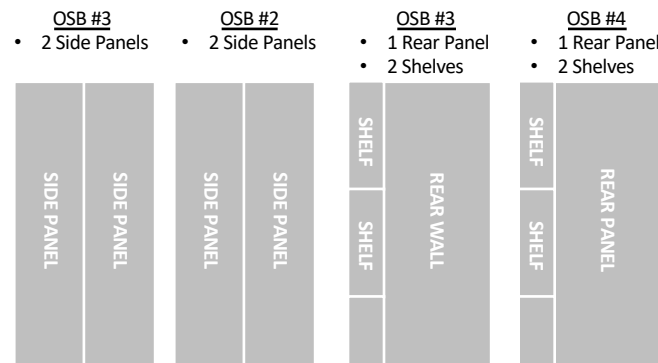 OSB #3
• 2 Side Panels
OSB #2
• 2 Side Panels
OSB #3
• 1 Rear Panel
• 2 Shelves
OSB #4
• 1 Rear Panel
• 2 Shelves
SIDE PANEL
SIDE PANEL
SIDE PANEL
SIDE PANEL
SHELF
SHELF
REAR WALL
SHELF
SHELF
REAR PANEL